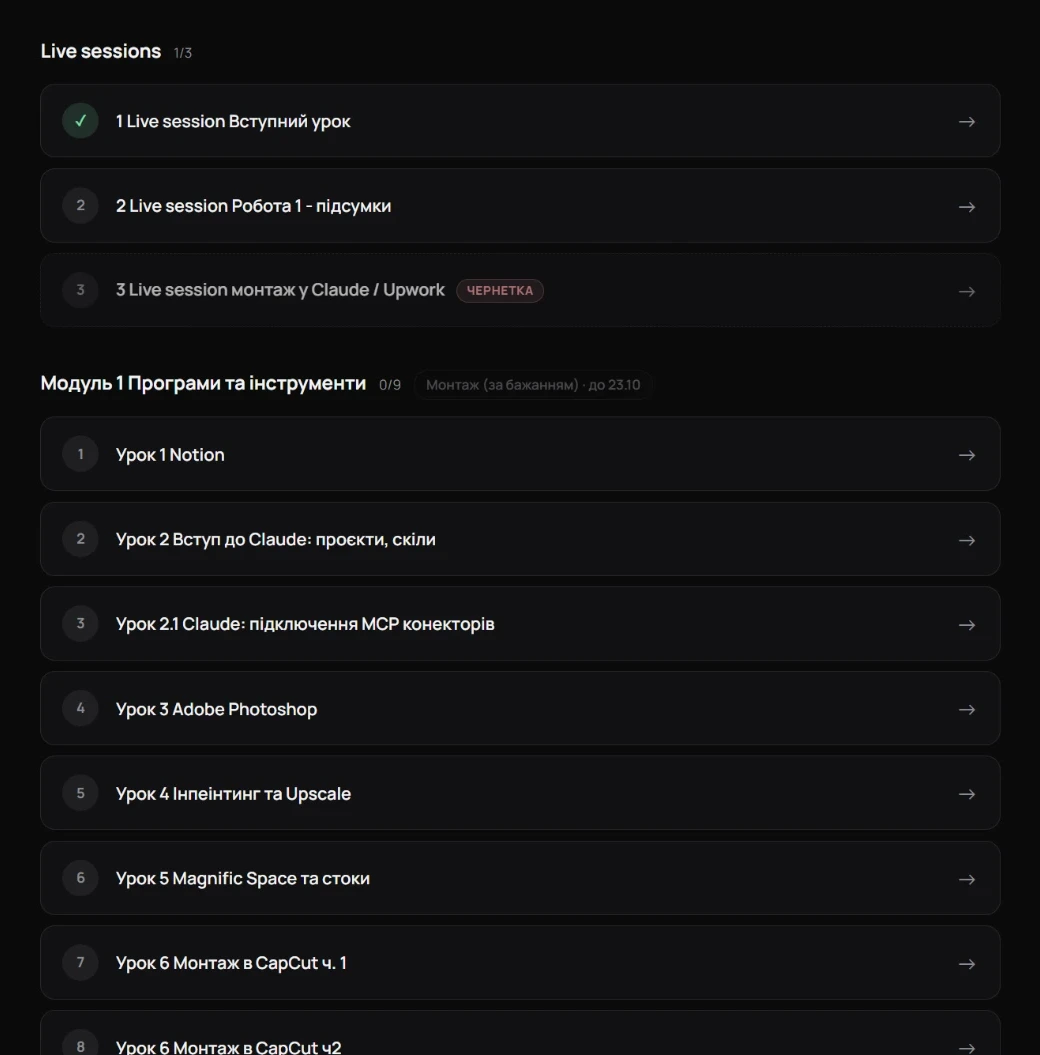 Live sessions 1/3
✓ 1 Live session Вступний урок →
2 2 Live session Робота 1 - підсумки →
3 3 Live session монтаж у Claude / Upwork ЧЕРНЕТКА →
Модуль 1 Програми та інструменти 0/9 Монтаж (за бажанням) · до 23.10
1 Урок 1 Notion →
2 Урок 2 Вступ до Claude: проєкти, скіли →
3 Урок 2.1 Claude: підключення MCP конекторів →
4 Урок 3 Adobe Photoshop →
5 Урок 4 Інпеінтинг та Upscale →
6 Урок 5 Magnific Space та стоки →
7 Урок 6 Монтаж в CapCut ч. 1 →
8 Урок 6 Монтаж в CapCut ч2 →